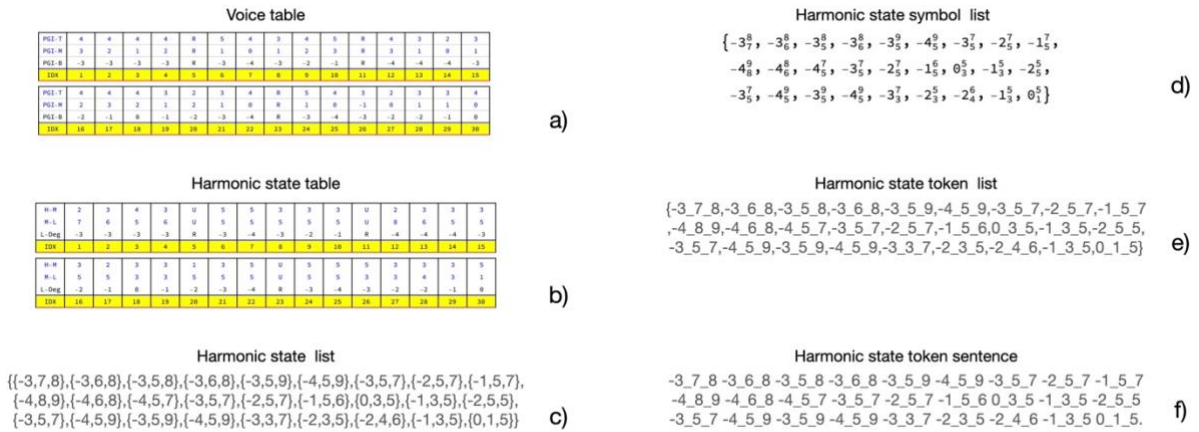 Voice table
PGI-T 4 4 4 4 R 5 4 3 4 5 R 4 3 2 3
PGI-M 3 2 1 2 R 1 0 1 2 3 R 3 1 0 1
PGI-B -3 -3 -3 -3 R -3 -4 -3 -2 -1 R -4 -4 -4 -3
IDX 1 2 3 4 5 6 7 8 9 10 11 12 13 14 15
PGI-T 4 4 4 3 2 3 4 R 5 4 3 3 3 3 4
PGI-M 2 3 2 1 2 1 0 R 1 0 -1 0 1 1 0
PGI-B -2 -1 0 -1 -2 -3 -4 R -3 -4 -3 -2 -2 -1 0
IDX 16 17 18 19 20 21 22 23 24 25 26 27 28 29 30
a)
Harmonic state table
H-M 2 3 4 3 U 5 5 3 3 3 U 2 3 3 3
M-L 7 6 5 6 U 5 5 5 5 5 U 8 6 5 5
L-Deg -3 -3 -3 -3 R -3 -4 -3 -2 -1 R -4 -4 -4 -3
IDX 1 2 3 4 5 6 7 8 9 10 11 12 13 14 15
H-M 3 2 3 3 1 3 5 U 5 5 3 3 3 3 5
M-L 5 5 3 3 5 5 5 U 5 5 3 3 4 3 1
L-Deg -2 -1 0 -1 -2 -3 -4 R -3 -4 -3 -2 -2 -1 0
IDX 16 17 18 19 20 21 22 23 24 25 26 27 28 29 30
b)
Harmonic state list
{{-3,7,8},{-3,6,8},{-3,5,8},{-3,6,8},{-3,5,9},{-4,5,9},{-3,5,7},{-2,5,7},{-1,5,7},
{-4,8,9},{-4,6,8},{-4,5,7},{-3,5,7},{-2,5,7},{-1,5,6},{0,3,5},{-1,3,5},{-2,5,5},
{-3,5,7},{-4,5,9},{-3,5,9},{-4,5,9},{-3,3,7},{-2,3,5},{-2,4,6},{-1,3,5},{0,1,5}}
c)
Harmonic state symbol list
{-3⁸₇, -3⁸₆, -3⁸₅, -3⁸₆, -3⁹₅, -4⁹₅, -3⁷₅, -2⁷₅, -1⁷₅,
-4⁹₈, -4⁸₆, -4⁷₅, -3⁷₅, -2⁷₅, -1⁶₅, 0⁵₃, -1⁵₃, -2⁵₅,
-3⁷₅, -4⁹₅, -3⁹₅, -4⁹₅, -3⁷₃, -2⁵₃, -2⁶₄, -1⁵₃, 0⁵₁}
d)
Harmonic state token list
{-3_7_8,-3_6_8,-3_5_8,-3_6_8,-3_5_9,-4_5_9,-3_5_7,-2_5_7,-1_5_7
,-4_8_9,-4_6_8,-4_5_7,-3_5_7,-2_5_7,-1_5_6,0_3_5,-1_3_5,-2_5_5,
-3_5_7,-4_5_9,-3_5_9,-4_5_9,-3_3_7,-2_3_5,-2_4_6,-1_3_5,0_1_5}
e)
Harmonic state token sentence
-3_7_8 -3_6_8 -3_5_8 -3_6_8 -3_5_9 -4_5_9 -3_5_7 -2_5_7 -1_5_7
-4_8_9 -4_6_8 -4_5_7 -3_5_7 -2_5_7 -1_5_6 0_3_5 -1_3_5 -2_5_5
-3_5_7 -4_5_9 -3_5_9 -4_5_9 -3_3_7 -2_3_5 -2_4_6 -1_3_5 0_1_5.
f)